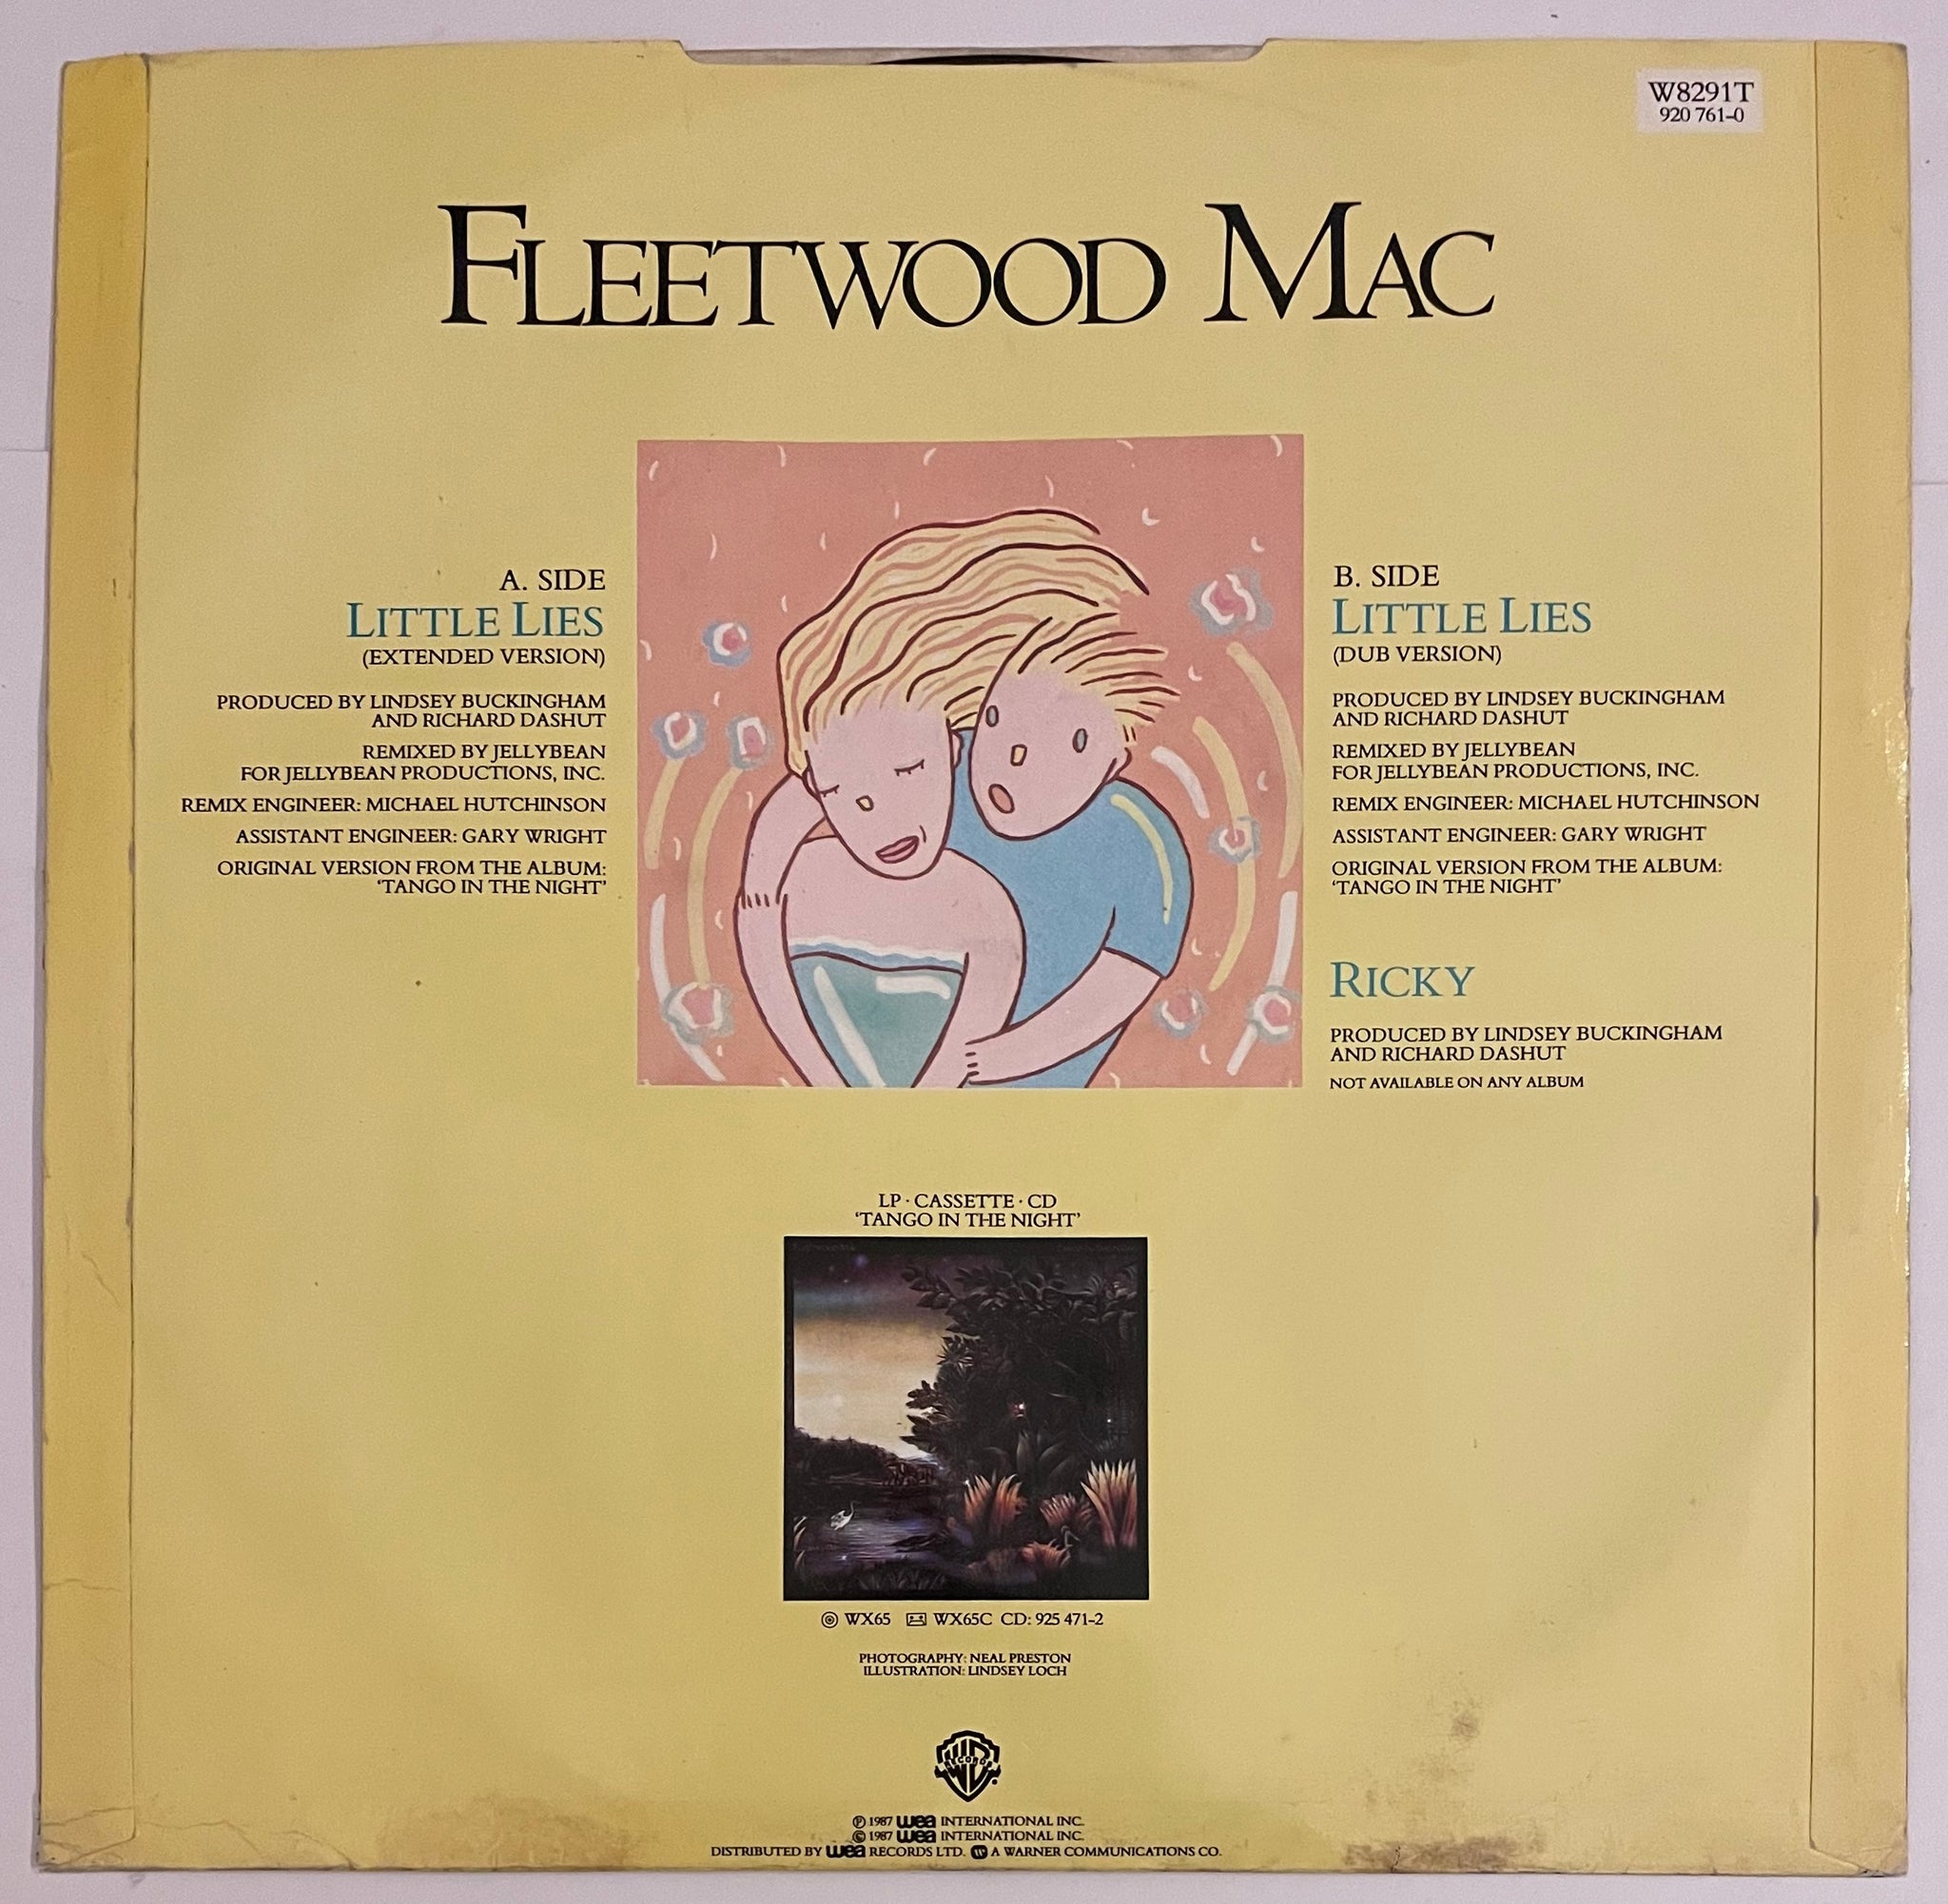 W8291T
920 761-0
FLEETWOOD MAC
A. SIDE
LITTLE LIES
(EXTENDED VERSION)
PRODUCED BY LINDSEY BUCKINGHAM
AND RICHARD DASHUT
REMIXED BY JELLYBEAN
FOR JELLYBEAN PRODUCTIONS, INC.
REMIX ENGINEER: MICHAEL HUTCHINSON
ASSISTANT ENGINEER: GARY WRIGHT
ORIGINAL VERSION FROM THE ALBUM:
‘TANGO IN THE NIGHT’
B. SIDE
LITTLE LIES
(DUB VERSION)
PRODUCED BY LINDSEY BUCKINGHAM
AND RICHARD DASHUT
REMIXED BY JELLYBEAN
FOR JELLYBEAN PRODUCTIONS, INC.
REMIX ENGINEER: MICHAEL HUTCHINSON
ASSISTANT ENGINEER: GARY WRIGHT
ORIGINAL VERSION FROM THE ALBUM:
‘TANGO IN THE NIGHT’
RICKY
PRODUCED BY LINDSEY BUCKINGHAM
AND RICHARD DASHUT
NOT AVAILABLE ON ANY ALBUM
LP · CASSETTE · CD
‘TANGO IN THE NIGHT’
WX65 WX65C CD: 925 471-2
PHOTOGRAPHY: NEAL PRESTON
ILLUSTRATION: LINDSEY LOCH
WB RECORDS
℗ 1987 wea INTERNATIONAL INC.
© 1987 wea INTERNATIONAL INC.
DISTRIBUTED BY wea RECORDS LTD. A WARNER COMMUNICATIONS CO.